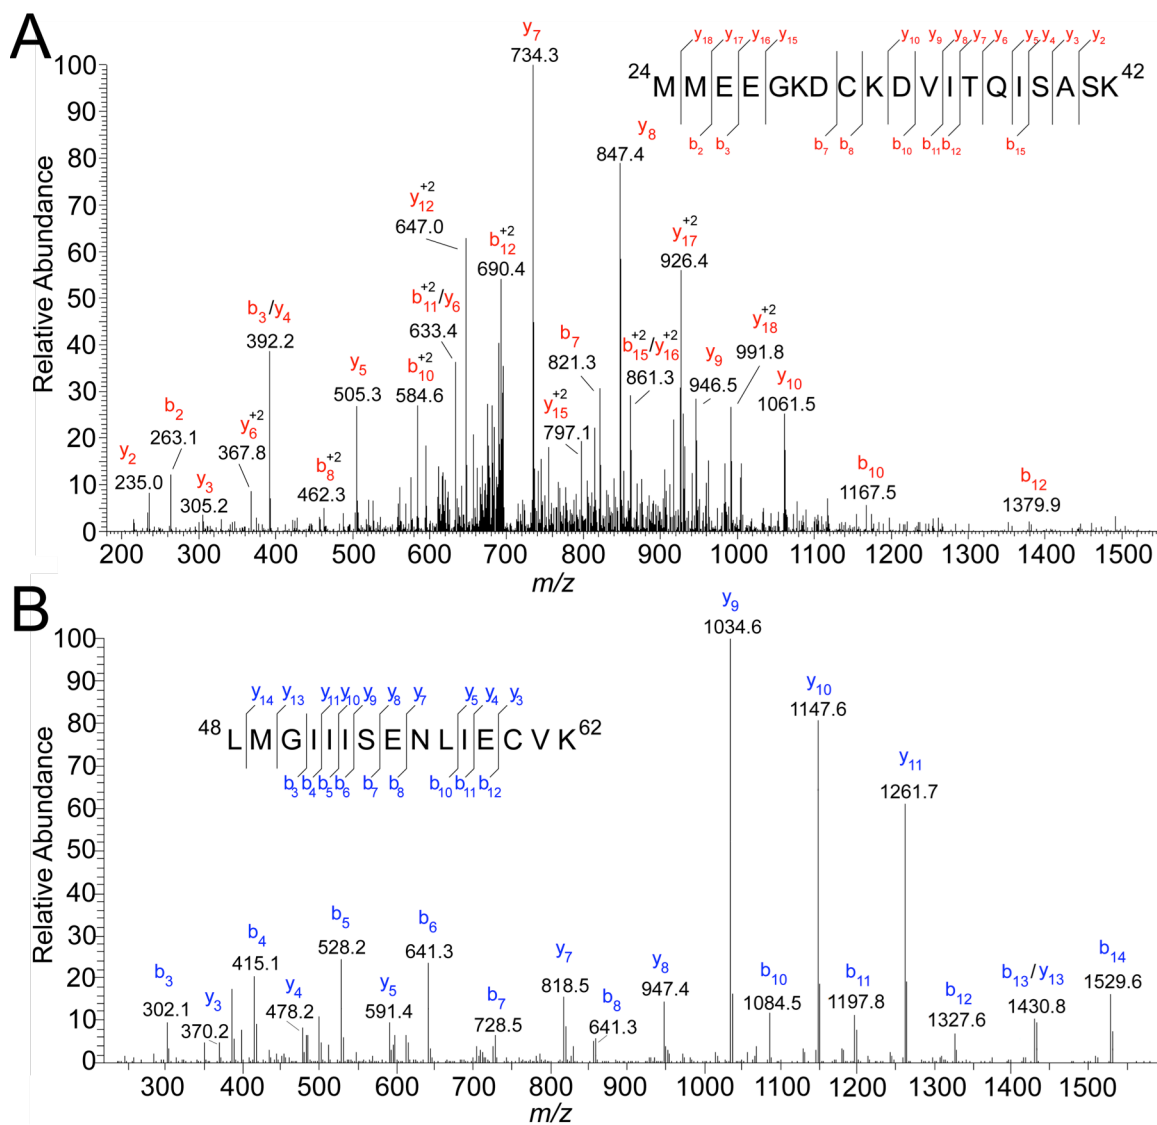 A
y7
734.3
y18 y17 y16 y15 y10 y9 y8 y7 y6 y5 y4 y3 y2
24MMEEGKDCKDVITQISASK42
b2 b3 b7 b8 b10 b11 b12 b15
y8
847.4
y12+2
647.0
b12+2
690.4
y17+2
926.4
b3/y4
392.2
b11+2/y6
633.4
b7
821.3
b15+2/y16+2
861.3
y18+2
991.8
y5
505.3
b10+2
584.6
y9
946.5
y10
1061.5
b2
263.1
y6+2
367.8
y15+2
797.1
y2
235.0
y3
305.2
b8+2
462.3
b10
1167.5
b12
1379.9
Relative Abundance
100
90
80
70
60
50
40
30
20
10
0
200 300 400 500 600 700 800 900 1000 1100 1200 1300 1400 1500
m/z
B
y9
1034.6
y14 y13 y11 y10 y9 y8 y7 y5 y4 y3
48LMGIIISENLIECVK62
b3 b4 b5 b6 b7 b8 b10 b11 b12
y10
1147.6
y11
1261.7
b3
302.1
y3
370.2
b4
415.1
y4
478.2
b5
528.2
y5
591.4
b6
641.3
b7
728.5
y7
818.5
b8
641.3
y8
947.4
b10
1084.5
b11
1197.8
b12
1327.6
b13/y13
1430.8
b14
1529.6
Relative Abundance
100
90
80
70
60
50
40
30
20
10
0
300 400 500 600 700 800 900 1000 1100 1200 1300 1400 1500
m/z